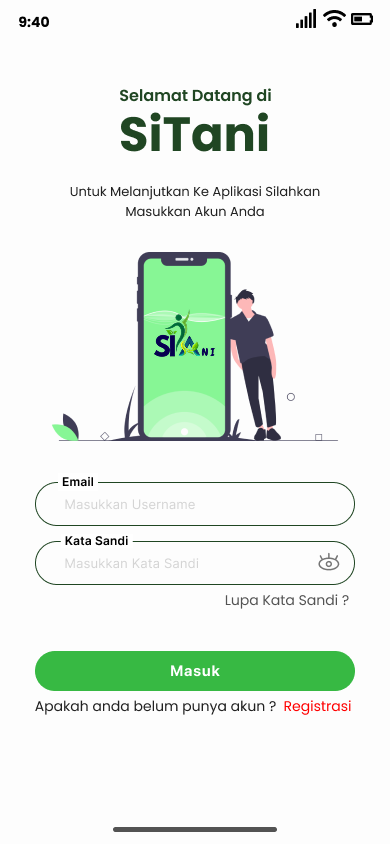 9:40
Selamat Datang di
SiTani
Untuk Melanjutkan Ke Aplikasi Silahkan
Masukkan Akun Anda
SITANI
Email
Masukkan Username
Kata Sandi
Masukkan Kata Sandi
Lupa Kata Sandi ?
Masuk
Apakah anda belum punya akun ? Registrasi